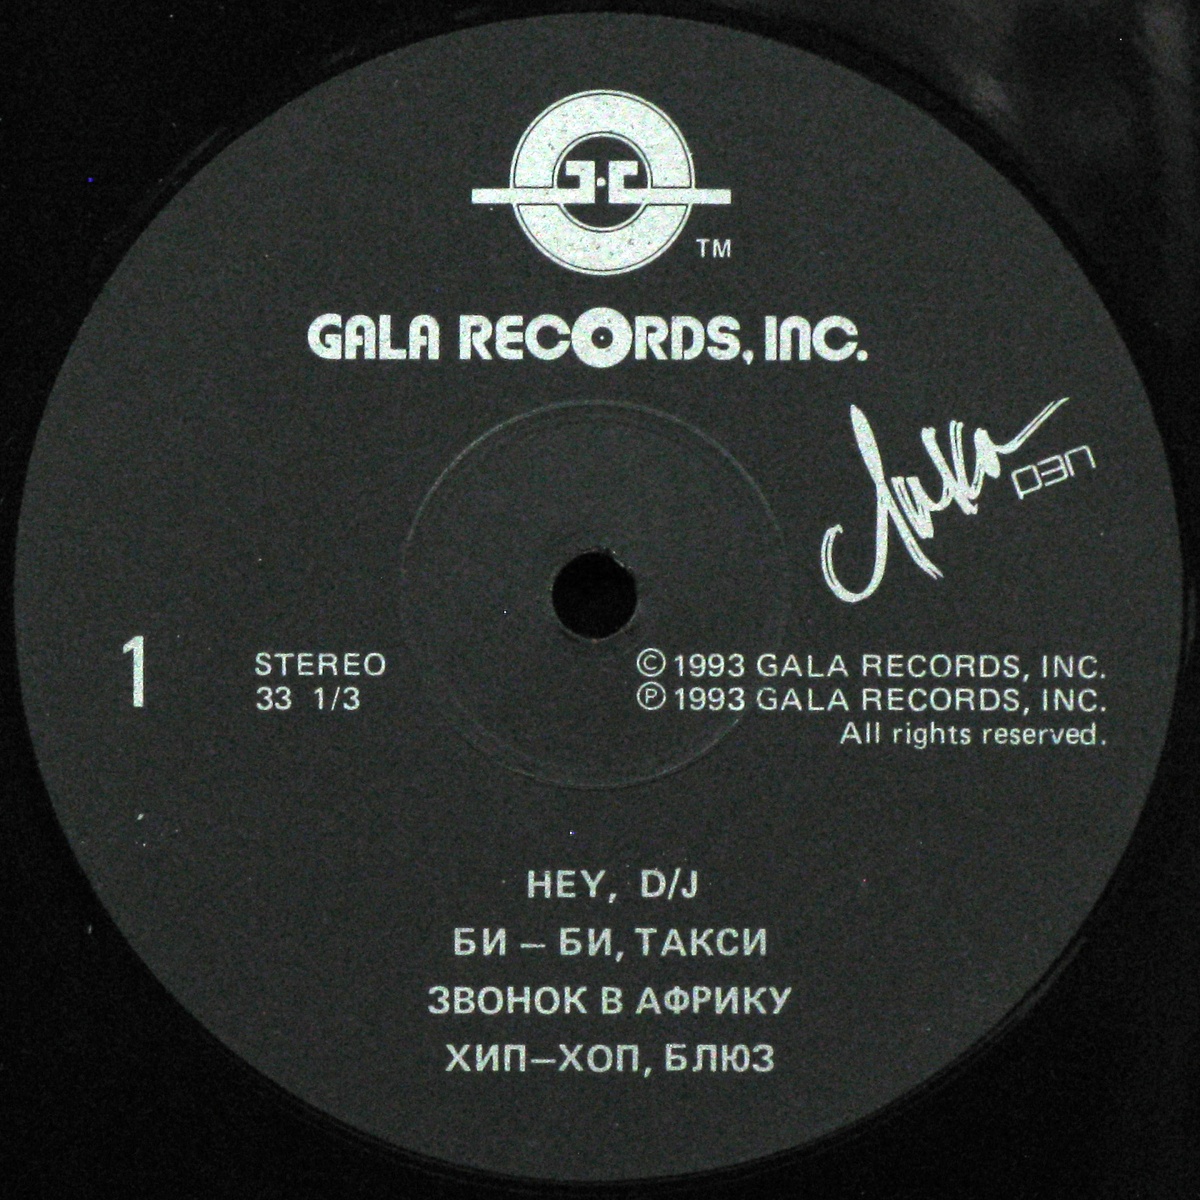 TM
GALA RECORDS, INC.
Лика
рэп
1
STEREO
33 1/3
© 1993 GALA RECORDS, INC.
℗ 1993 GALA RECORDS, INC.
All rights reserved.
HEY, D/J
БИ – БИ, ТАКСИ
ЗВОНОК В АФРИКУ
ХИП–ХОП, БЛЮЗ